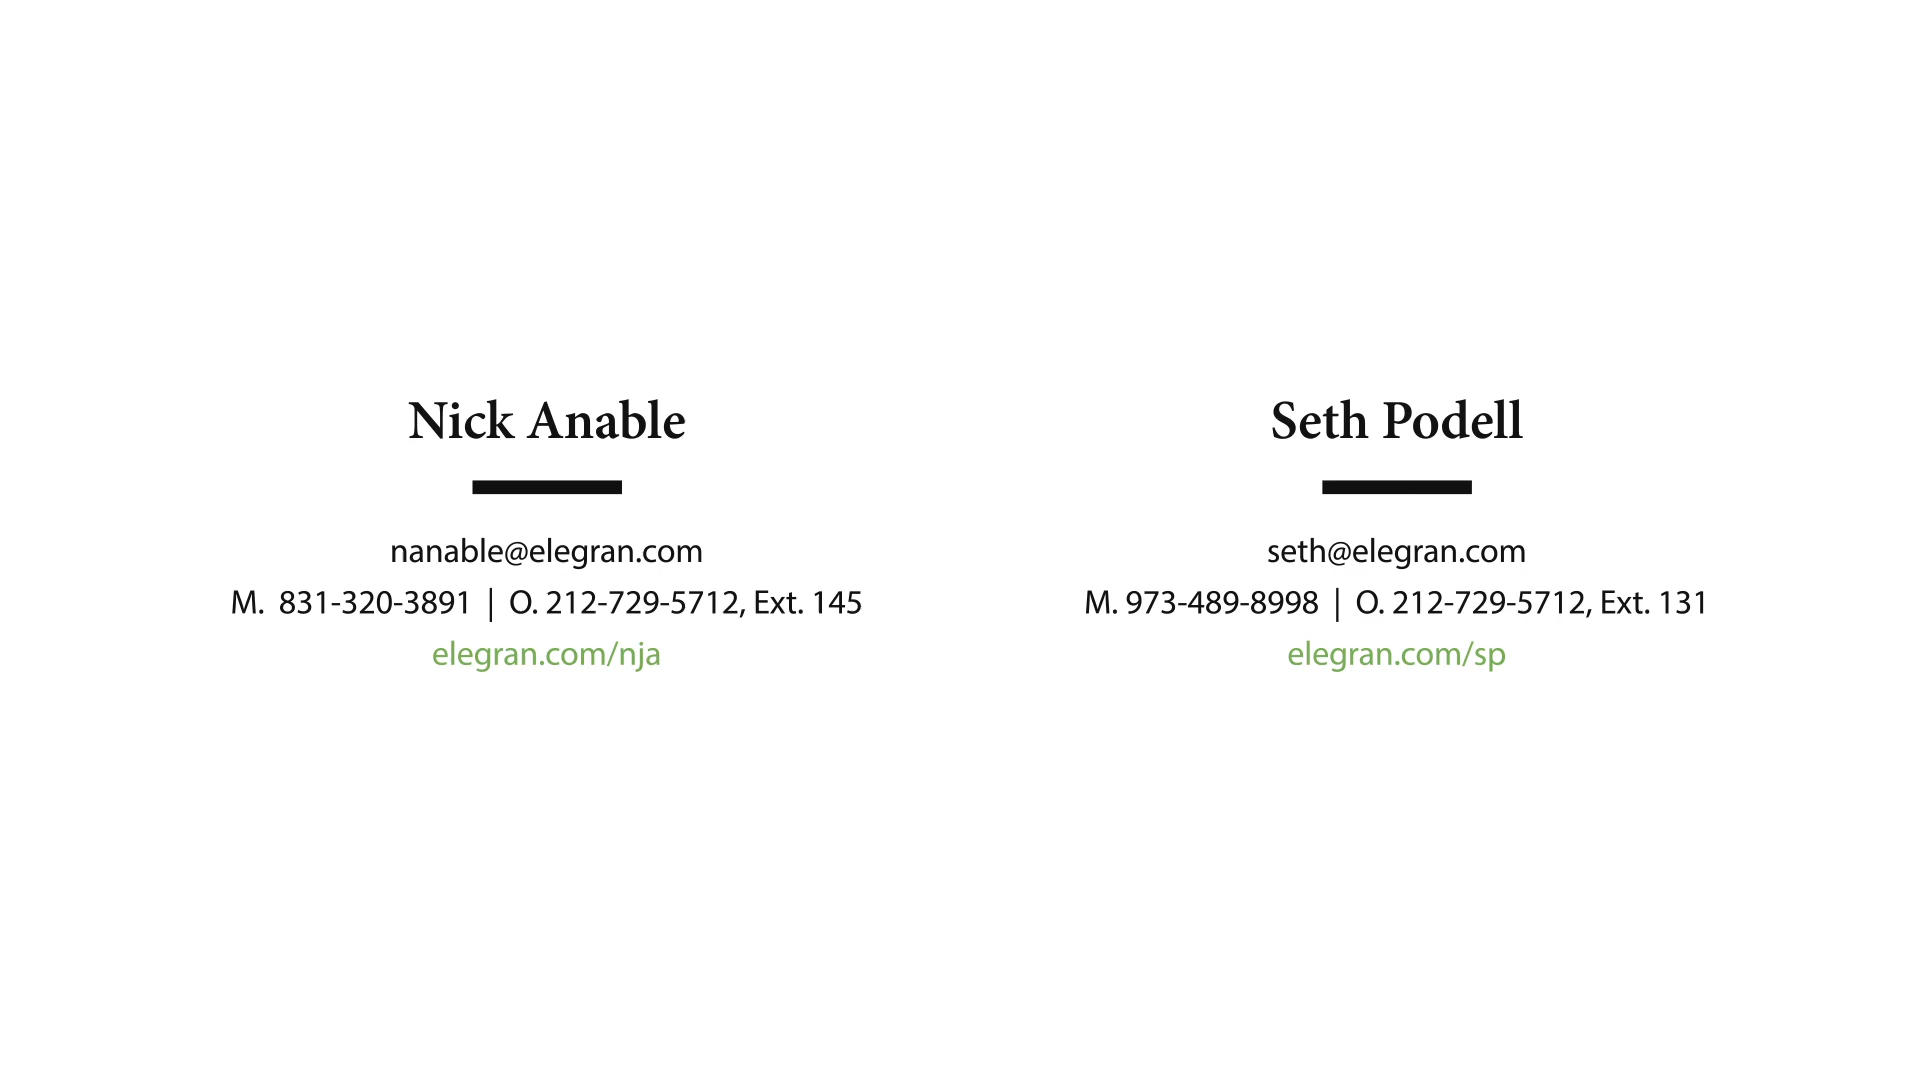 Nick Anable
nanable@elegran.com
M.  831-320-3891 | O. 212-729-5712, Ext. 145
elegran.com/nja
Seth Podell
seth@elegran.com
M. 973-489-8998 | O. 212-729-5712, Ext. 131
elegran.com/sp